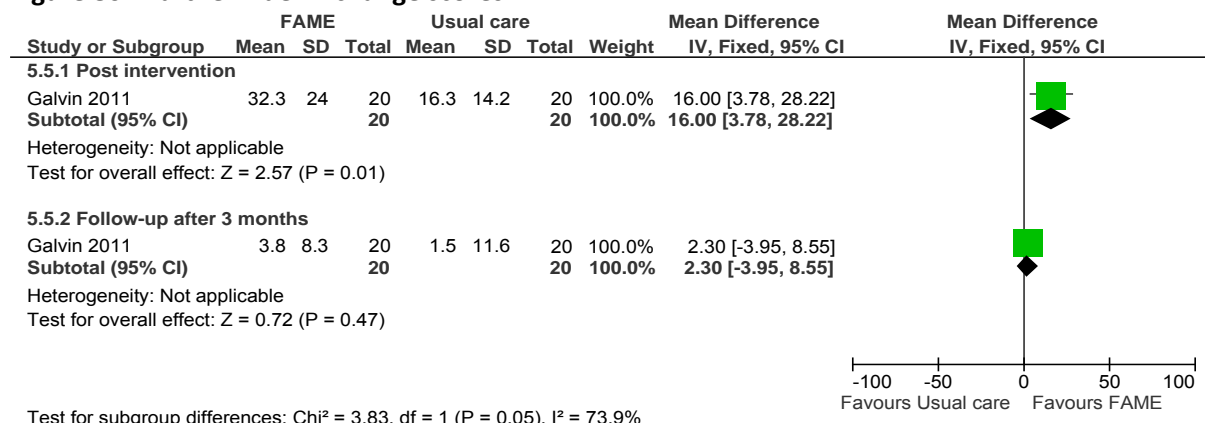 FAME Usual care Mean Difference Mean Difference
Study or Subgroup Mean SD Total Mean SD Total Weight IV, Fixed, 95% CI IV, Fixed, 95% CI
5.5.1 Post intervention
Galvin 2011 32.3 24 20 16.3 14.2 20 100.0% 16.00 [3.78, 28.22]
Subtotal (95% CI) 20 20 100.0% 16.00 [3.78, 28.22]
Heterogeneity: Not applicable
Test for overall effect: Z = 2.57 (P = 0.01)
5.5.2 Follow-up after 3 months
Galvin 2011 3.8 8.3 20 1.5 11.6 20 100.0% 2.30 [-3.95, 8.55]
Subtotal (95% CI) 20 20 100.0% 2.30 [-3.95, 8.55]
Heterogeneity: Not applicable
Test for overall effect: Z = 0.72 (P = 0.47)
-100 -50 0 50 100
Favours Usual care Favours FAME
Test for subgroup differences: Chi² = 3.83, df = 1 (P = 0.05), I² = 73.9%